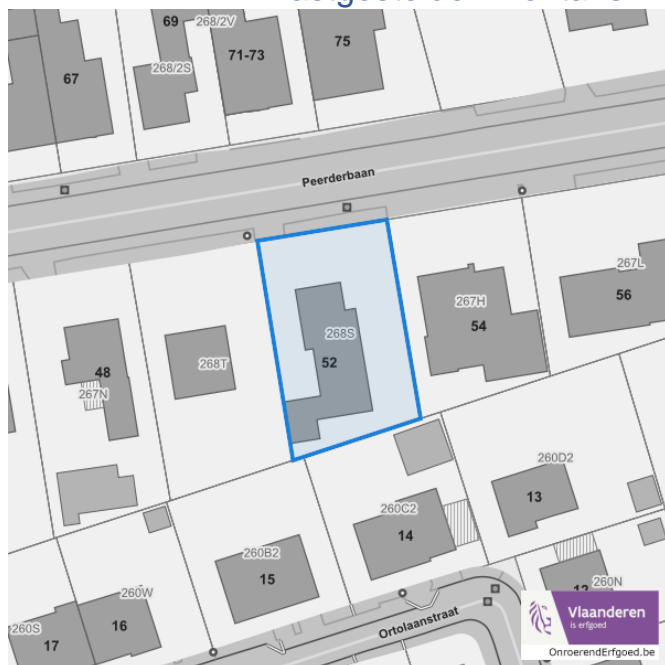 69
268/2V
67
268/2S
71-73
75
Peerderbaan
267L
56
267H
54
268S
52
48
268T
267N
260D2
13
260C2
14
260B2
15
260W
16
260S
17
260N
12
Ortolaanstraat
Vlaanderen
is erfgoed
OnroerendErfgoed.be